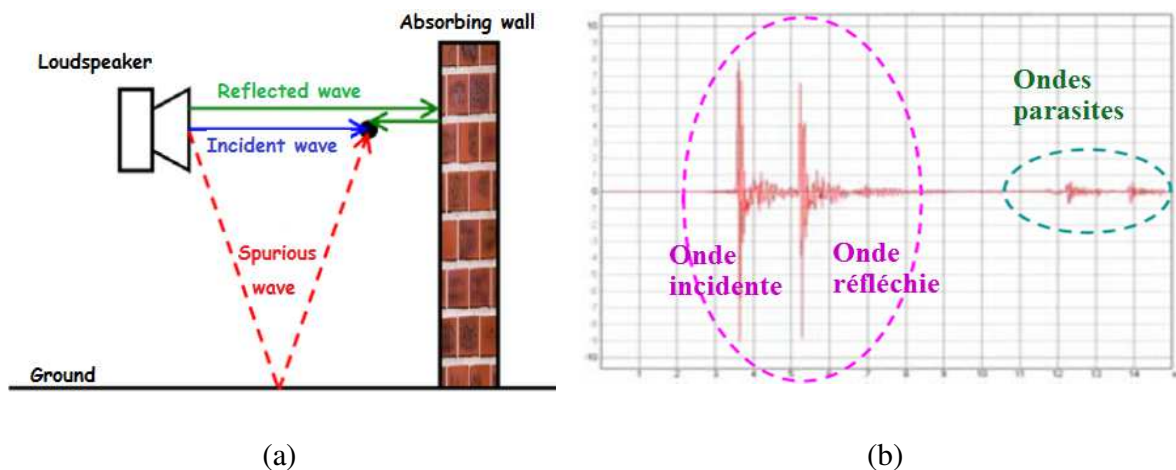 Absorbing wall
Loudspeaker
Reflected wave
Incident wave
Spurious
wave
Ground
(a)
Ondes
parasites
Onde
incidente
Onde
réfléchie
1 3 4 5 6 7 8 9 10 11 12 13 14
(b)